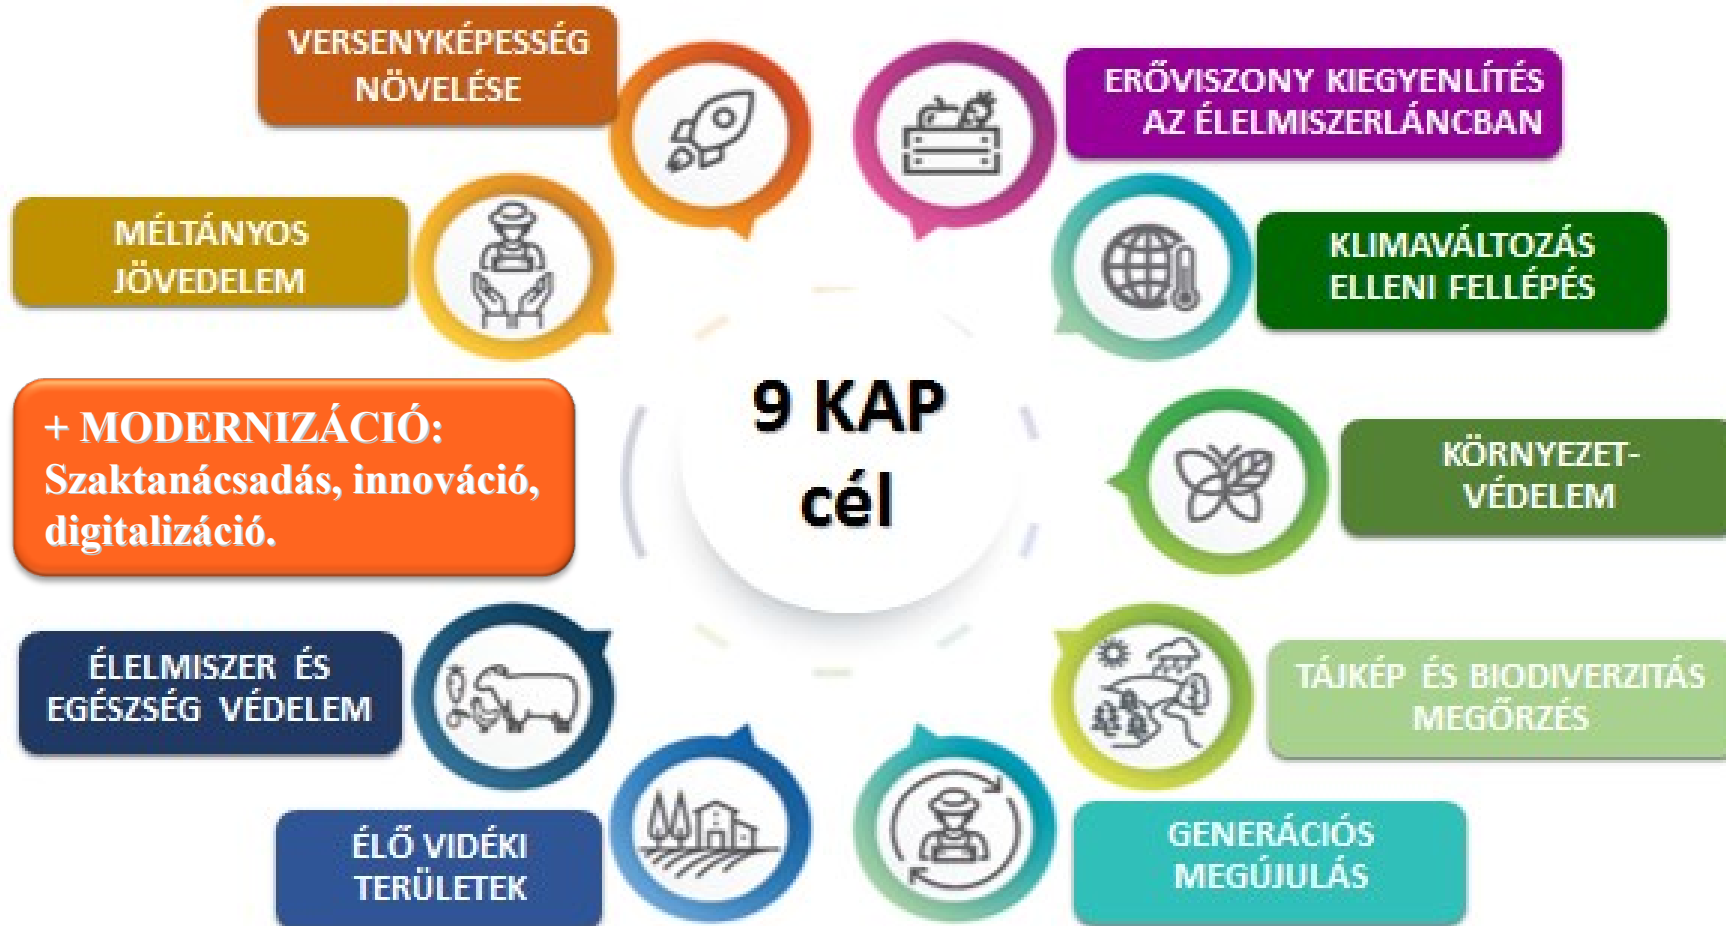 VERSENYKÉPESSÉG
NÖVELÉSE
ERŐVISZONY KIEGYENLÍTÉS
AZ ÉLELMISZERLÁNCBAN
MÉLTÁNYOS
JÖVEDELEM
KLIMAVÁLTOZÁS
ELLENI FELLÉPÉS
9 KAP
cél
+ MODERNIZÁCIÓ:
Szaktanácsadás, innováció,
digitalizáció.
KÖRNYEZET-
VÉDELEM
ÉLELMISZER ÉS
EGÉSZSÉG VÉDELEM
TÁJKÉP ÉS BIODIVERZITÁS
MEGŐRZÉS
ÉLŐ VIDÉKI
TERÜLETEK
GENERÁCIÓS
MEGÚJULÁS